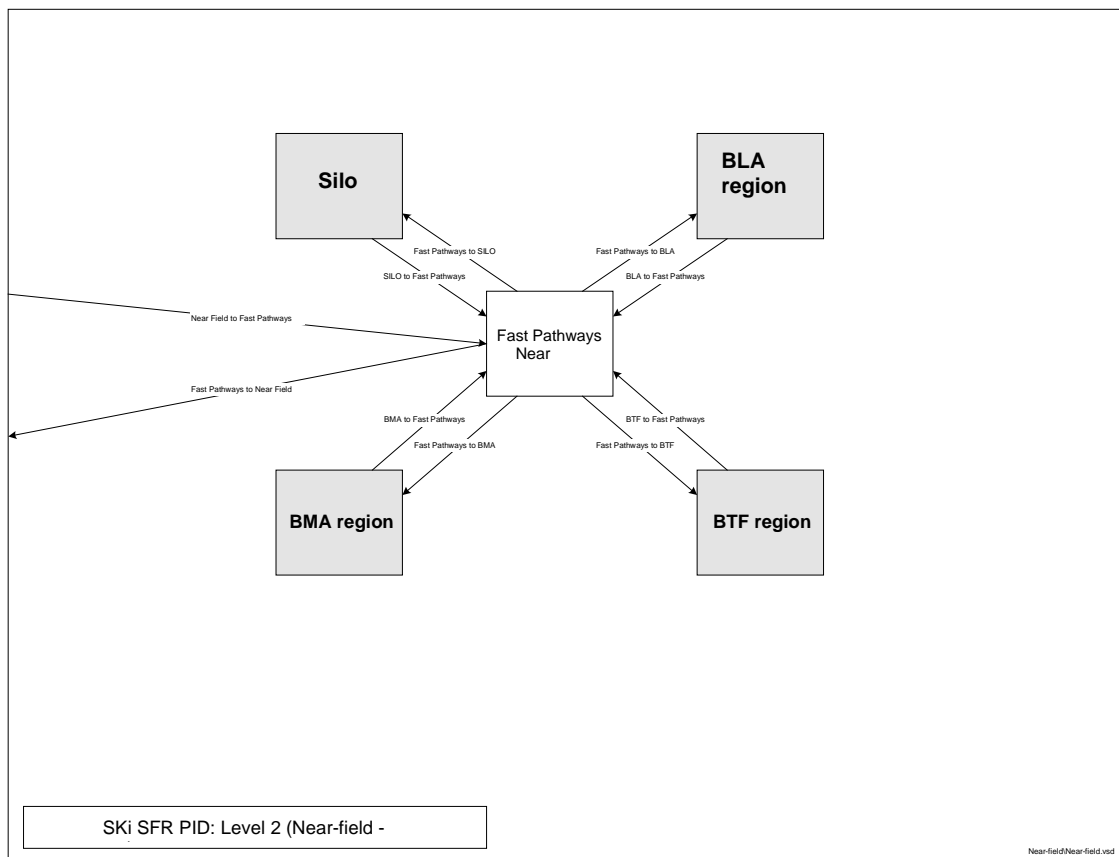 Silo
BLA
region
Fast Pathways to SILO
Fast Pathways to BLA
SILO to Fast Pathways
BLA to Fast Pathways
Near Field to Fast Pathways
Fast Pathways
Near
Fast Pathways to Near Field
BMA to Fast Pathways
BTF to Fast Pathways
Fast Pathways to BMA
Fast Pathways to BTF
BMA region
BTF region
SKi SFR PID: Level 2 (Near-field -
Near-field\Near-field.vsd